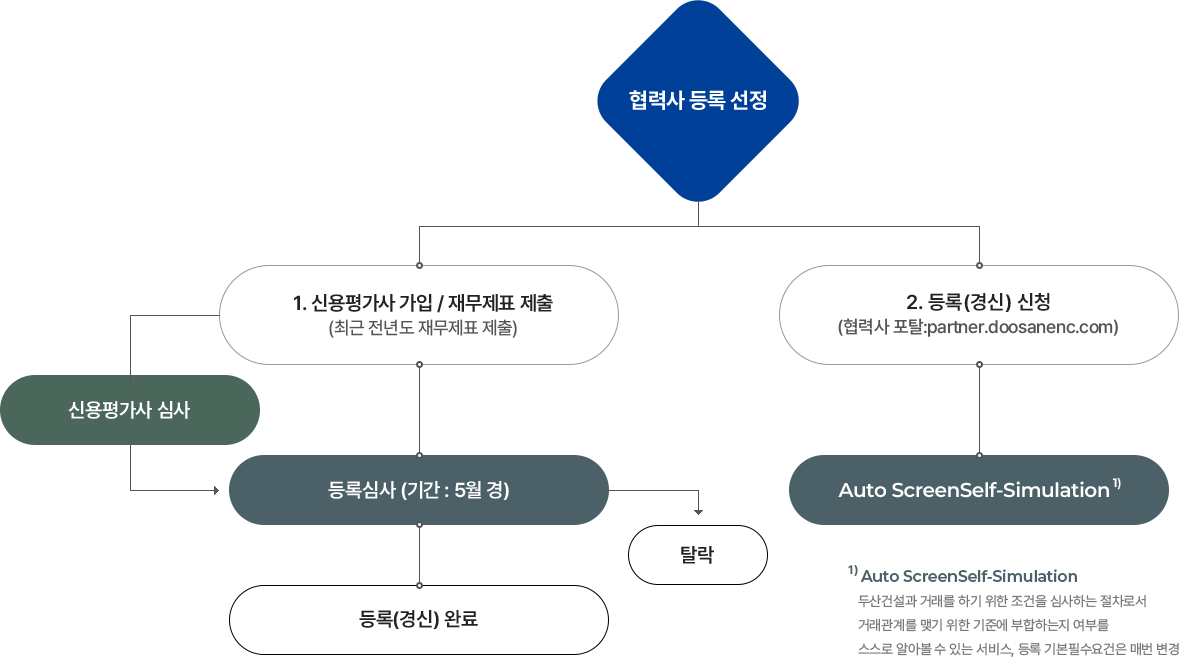 협력사 등록 선정
1. 신용평가사 가입 / 재무제표 제출
(최근 전년도 재무제표 제출)
2. 등록(경신) 신청
(협력사 포탈:partner.doosanenc.com)
신용평가사 심사
등록심사 (기간 : 5월 경)
Auto ScreenSelf-Simulation 1)
탈락
등록(경신) 완료
1) Auto ScreenSelf-Simulation
두산건설과 거래를 하기 위한 조건을 심사하는 절차로서
거래관계를 맺기 위한 기준에 부합하는지 여부를
스스로 알아볼 수 있는 서비스, 등록 기본필수요건은 매번 변경